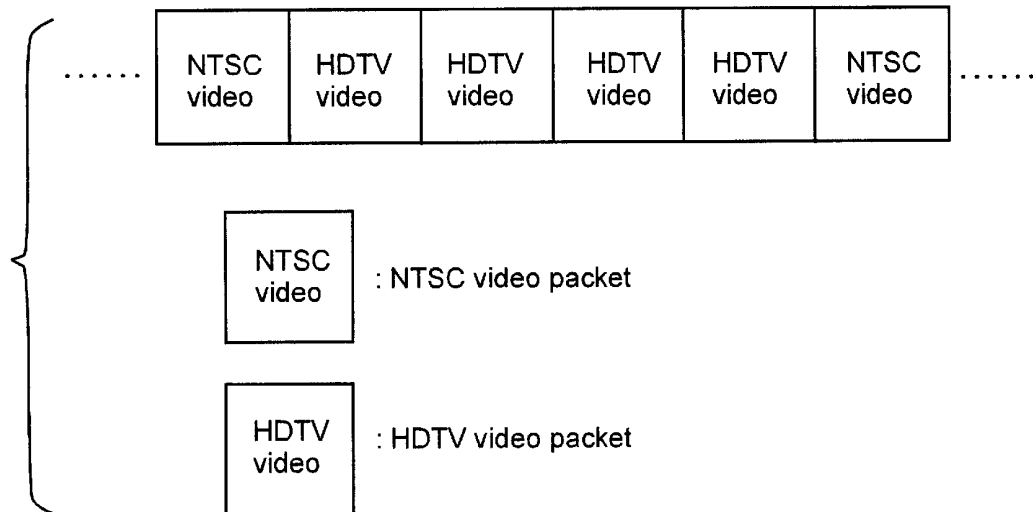 ...... NTSC video HDTV video HDTV video HDTV video HDTV video NTSC video ......
NTSC video : NTSC video packet
HDTV video : HDTV video packet